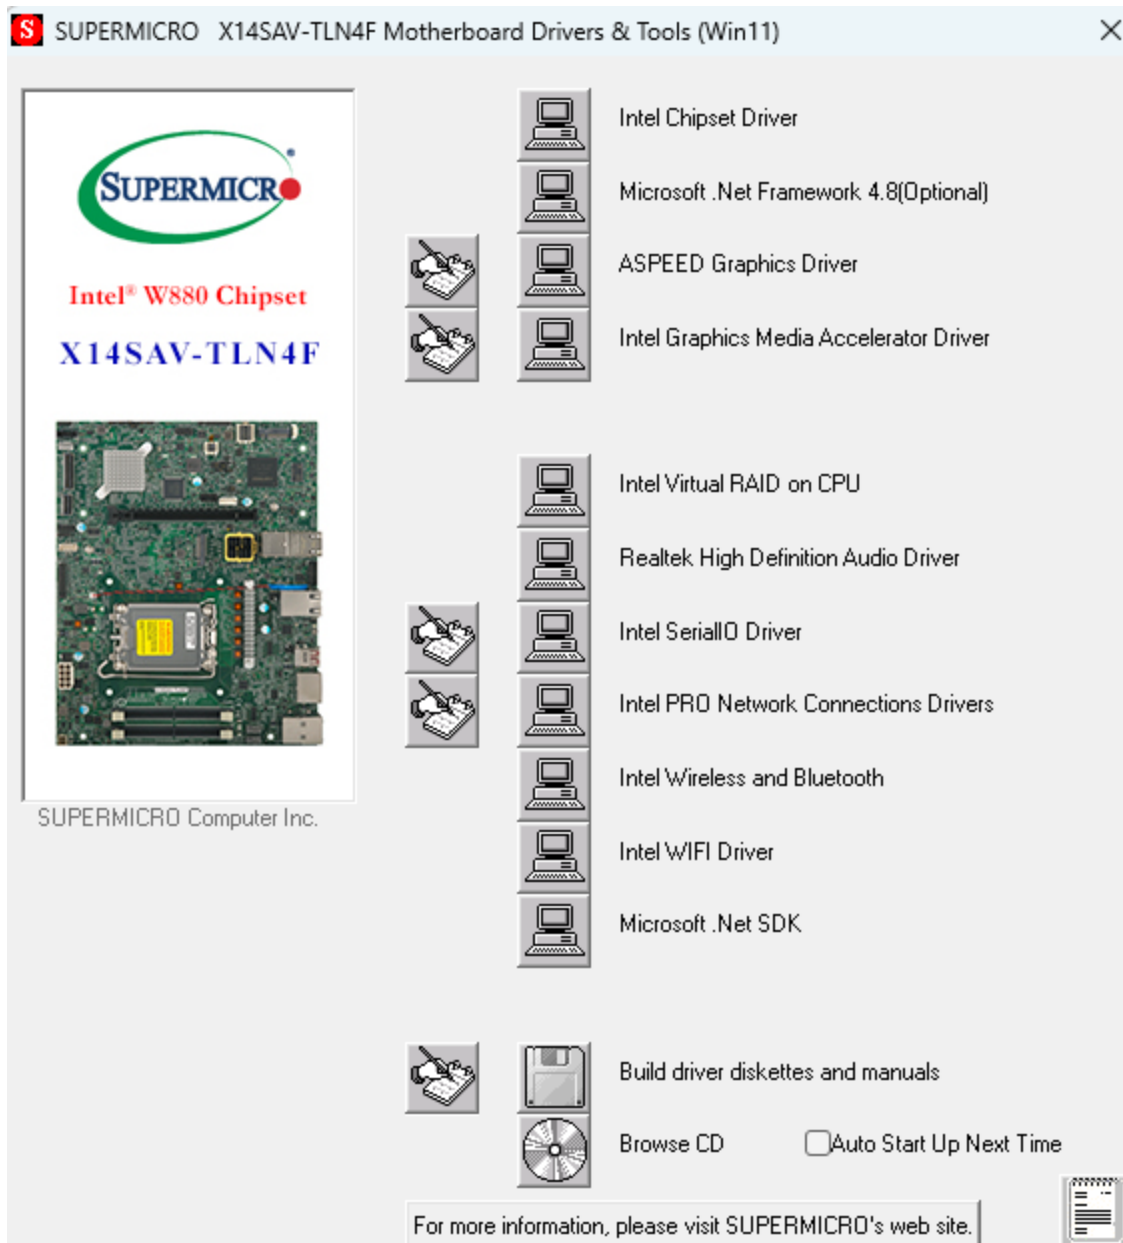 S SUPERMICRO X14SAV-TLN4F Motherboard Drivers & Tools (Win11)
SUPERMICRO
Intel® W880 Chipset
X14SAV-TLN4F
SUPERMICRO Computer Inc.
Intel Chipset Driver
Microsoft .Net Framework 4.8(Optional)
ASPEED Graphics Driver
Intel Graphics Media Accelerator Driver
Intel Virtual RAID on CPU
Realtek High Definition Audio Driver
Intel SerialIO Driver
Intel PRO Network Connections Drivers
Intel Wireless and Bluetooth
Intel WIFI Driver
Microsoft .Net SDK
Build driver diskettes and manuals
Browse CD Auto Start Up Next Time
For more information, please visit SUPERMICRO's web site.